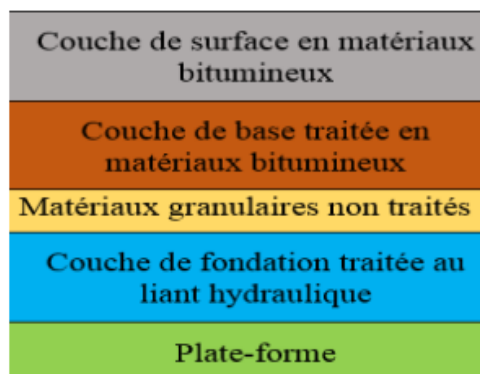 Couche de surface en matériaux
bitumineux
Couche de base traitée en
matériaux bitumineux
Matériaux granulaires non traités
Couche de fondation traitée au
liant hydraulique
Plate-forme